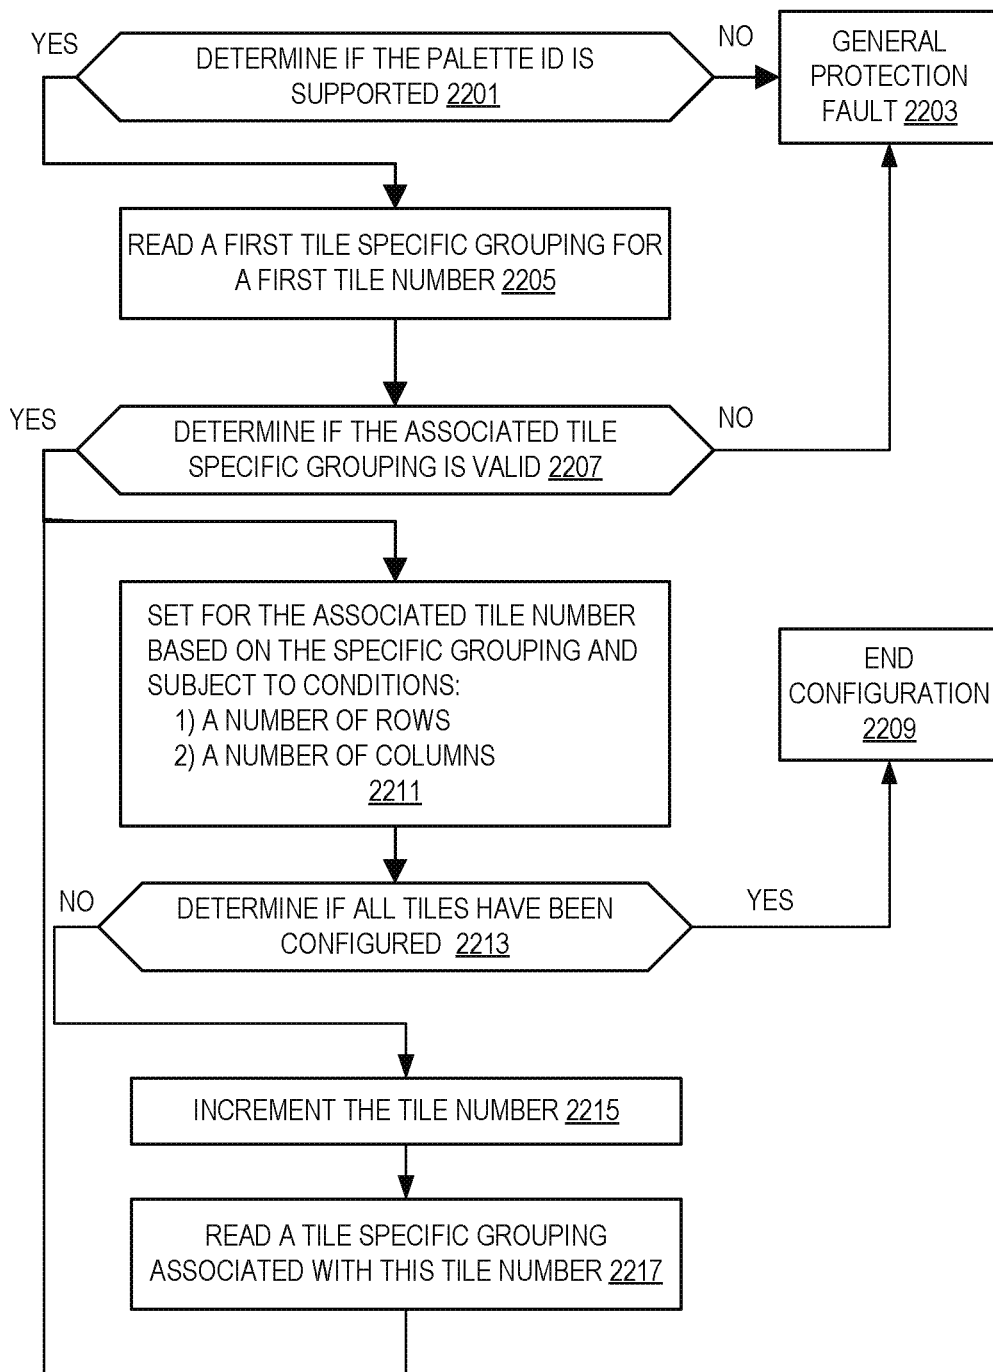 YES
DETERMINE IF THE PALETTE ID IS
SUPPORTED 2201
NO
GENERAL
PROTECTION
FAULT 2203
READ A FIRST TILE SPECIFIC GROUPING FOR
A FIRST TILE NUMBER 2205
YES
DETERMINE IF THE ASSOCIATED TILE
SPECIFIC GROUPING IS VALID 2207
NO
SET FOR THE ASSOCIATED TILE NUMBER
BASED ON THE SPECIFIC GROUPING AND
SUBJECT TO CONDITIONS:
1) A NUMBER OF ROWS
2) A NUMBER OF COLUMNS
2211
END
CONFIGURATION
2209
NO
DETERMINE IF ALL TILES HAVE BEEN
CONFIGURED 2213
YES
INCREMENT THE TILE NUMBER 2215
READ A TILE SPECIFIC GROUPING
ASSOCIATED WITH THIS TILE NUMBER 2217